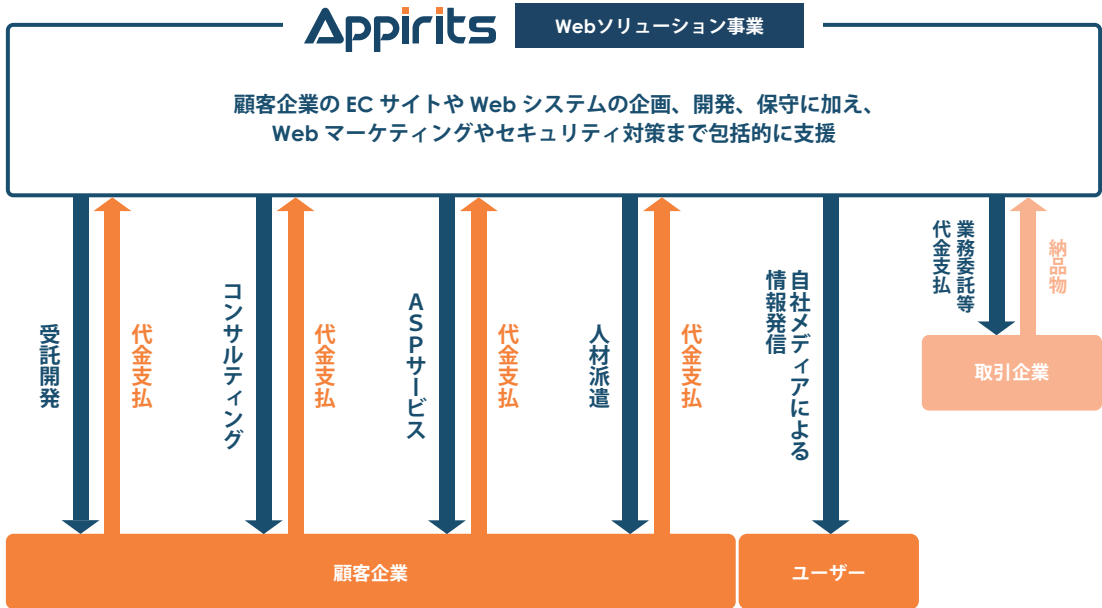 Appirits
Webソリューション事業
顧客企業の EC サイトや Web システムの企画、開発、保守に加え、
Web マーケティングやセキュリティ対策まで包括的に支援
受託開発
代金支払
コンサルティング
代金支払
ASPサービス
代金支払
人材派遣
代金支払
自社メディアによる
情報発信
業務委託等
代金支払
納品物
取引企業
顧客企業
ユーザー